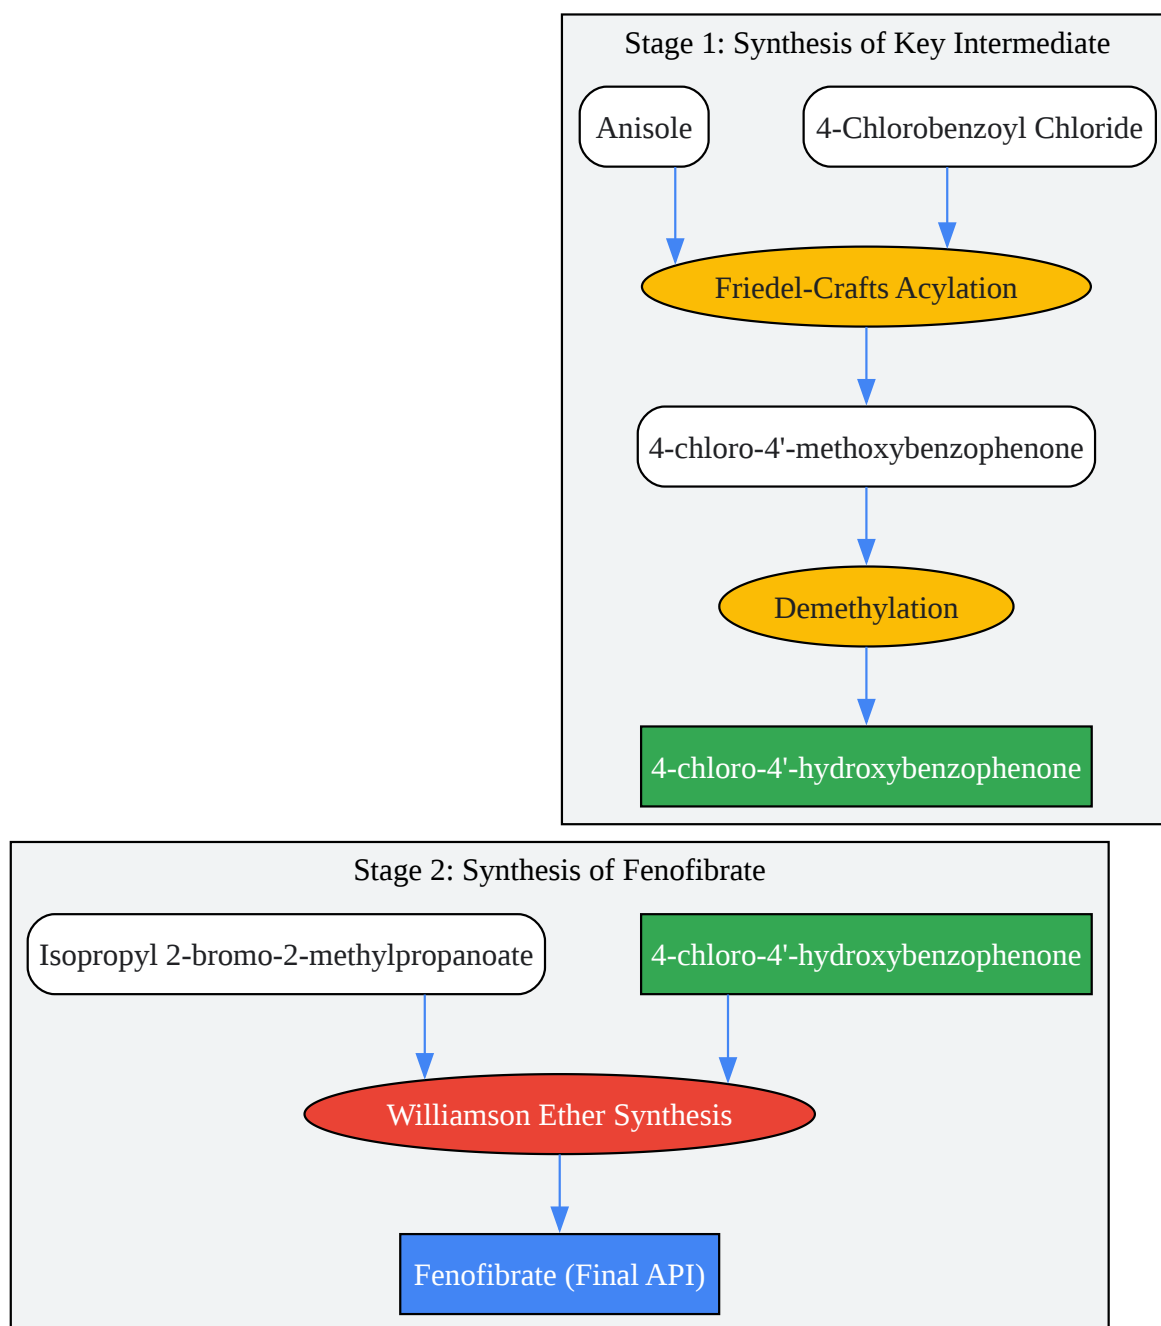 Stage 1: Synthesis of Key Intermediate
Anisole
4-Chlorobenzoyl Chloride
Friedel-Crafts Acylation
4-chloro-4'-methoxybenzophenone
Demethylation
4-chloro-4'-hydroxybenzophenone
Stage 2: Synthesis of Fenofibrate
Isopropyl 2-bromo-2-methylpropanoate
4-chloro-4'-hydroxybenzophenone
Williamson Ether Synthesis
Fenofibrate (Final API)